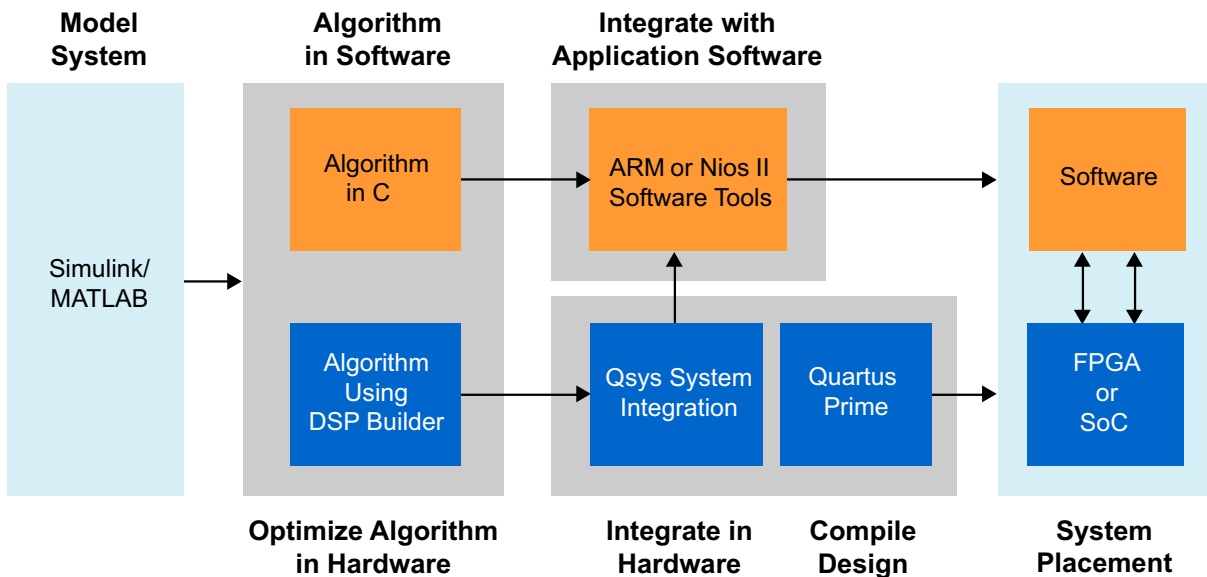 Model
System
Algorithm
in Software
Integrate with
Application Software
Simulink/
MATLAB
Algorithm
in C
ARM or Nios II
Software Tools
Software
Algorithm
Using
DSP Builder
Qsys System
Integration
Quartus
Prime
FPGA
or
SoC
Optimize Algorithm
in Hardware
Integrate in
Hardware
Compile
Design
System
Placement